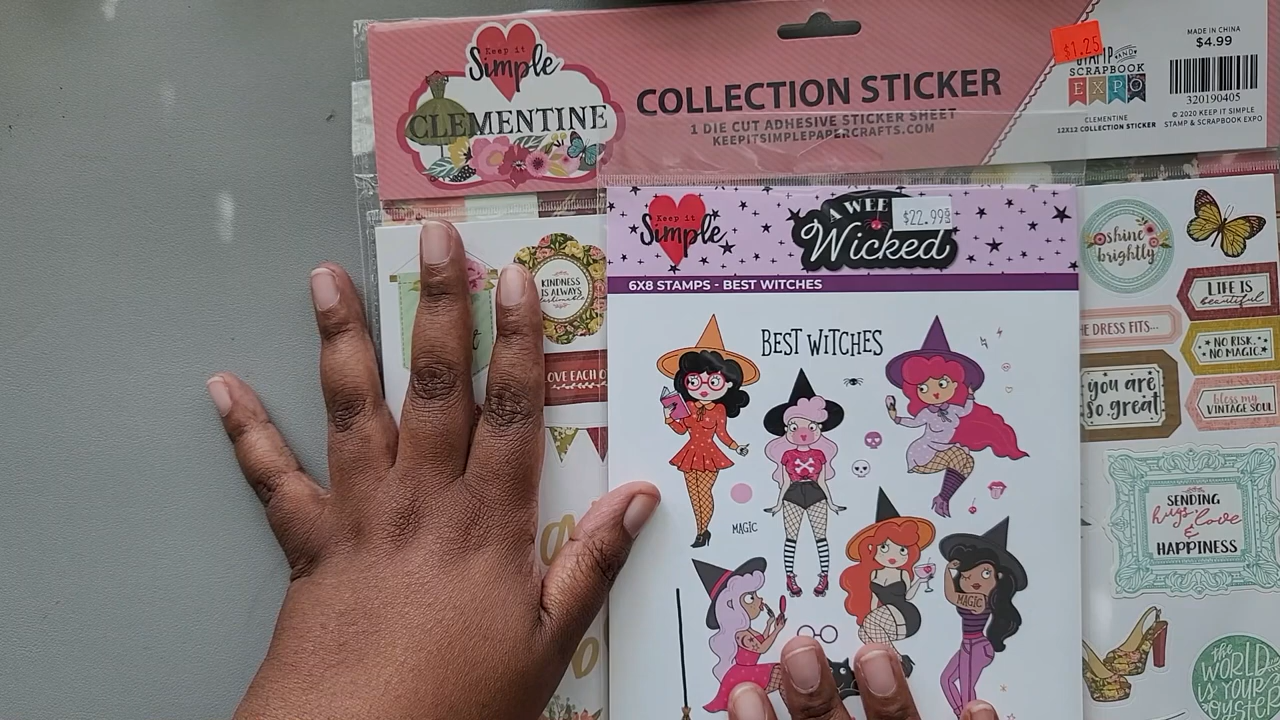 Keep it
Simple
CLEMENTINE
COLLECTION STICKER
1 DIE CUT ADHESIVE STICKER SHEET
KEEPITSIMPLEPAPERCRAFTS.COM
$1.25
STAMP AND
SCRAPBOOK
EXPO
CLEMENTINE
12X12 COLLECTION STICKER
MADE IN CHINA
$4.99
320190405
© 2020 KEEP IT SIMPLE
STAMP & SCRAPBOOK EXPO
Keep it
Simple
A WEE
Wicked
$22.99
6X8 STAMPS - BEST WITCHES
BEST WITCHES
MAGIC
MAGIC
KINDNESS
IS ALWAYS
fashionable
LOVE EACH O
shine
brightly
LIFE IS
beautiful
HE DRESS FITS...
NO RISK,
NO MAGIC.
you are
so great
bless my
VINTAGE SOUL
SENDING
hugs love
&
HAPPINESS
the
WORLD
IS YOUR
OYSTER